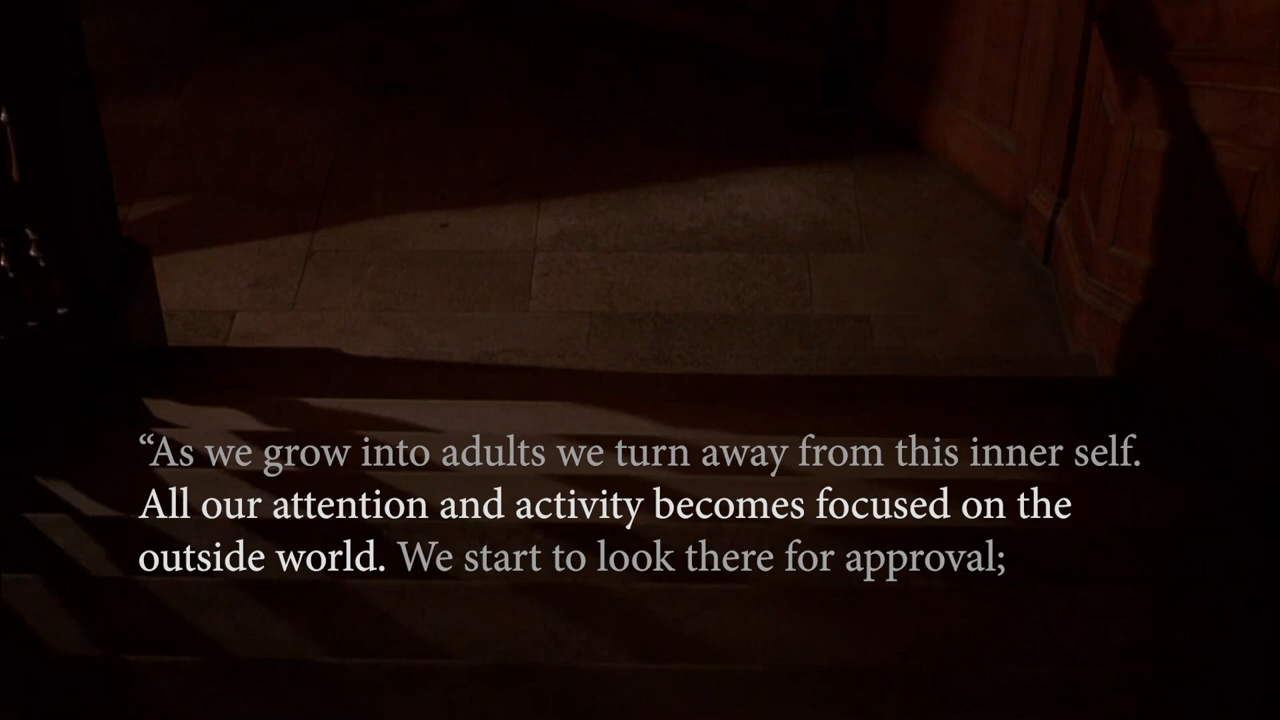 “As we grow into adults we turn away from this inner self.
All our attention and activity becomes focused on the
outside world. We start to look there for approval;